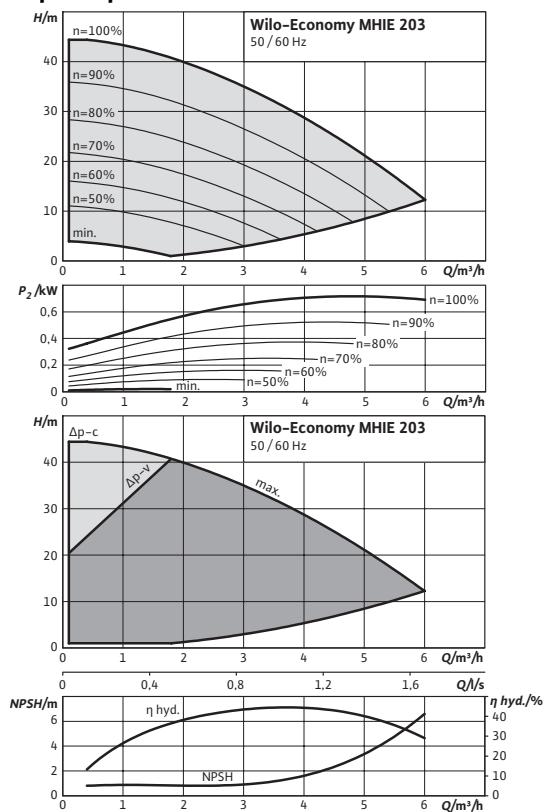 H/m
Wilo-Economy MHIE 203
50 / 60 Hz
n=100%
40
n=90%
30
n=80%
n=70%
20
n=60%
n=50%
10
min.
0
0 1 2 3 4 5 6 Q/m³/h
P₂ /kW
0,6
n=100%
n=90%
0,4
n=80%
n=70%
0,2
n=60%
n=50%
min.
0
0 1 2 3 4 5 6 Q/m³/h
H/m
Wilo-Economy MHIE 203
50 / 60 Hz
Δp-c
40
Δp-v
max.
30
20
10
0
0 1 2 3 4 5 6 Q/m³/h
0 0,4 0,8 1,2 1,6 Q/l/s
NPSH/m
η hyd./%
η hyd.
6
40
4
30
20
2
NPSH
10
0
0
0 1 2 3 4 5 6 Q/m³/h